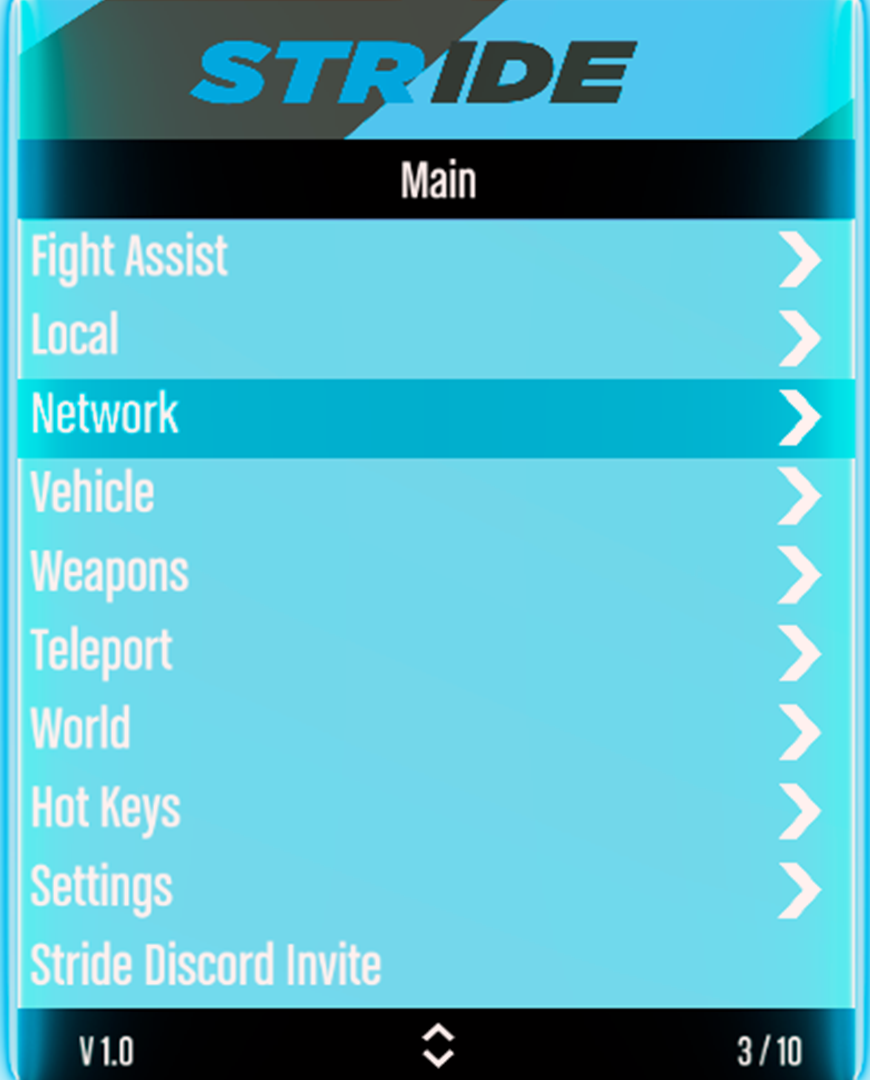 STRIDE
Main
Fight Assist
Local
Network
Vehicle
Weapons
Teleport
World
Hot Keys
Settings
Stride Discord Invite
V 1.0 3 / 10